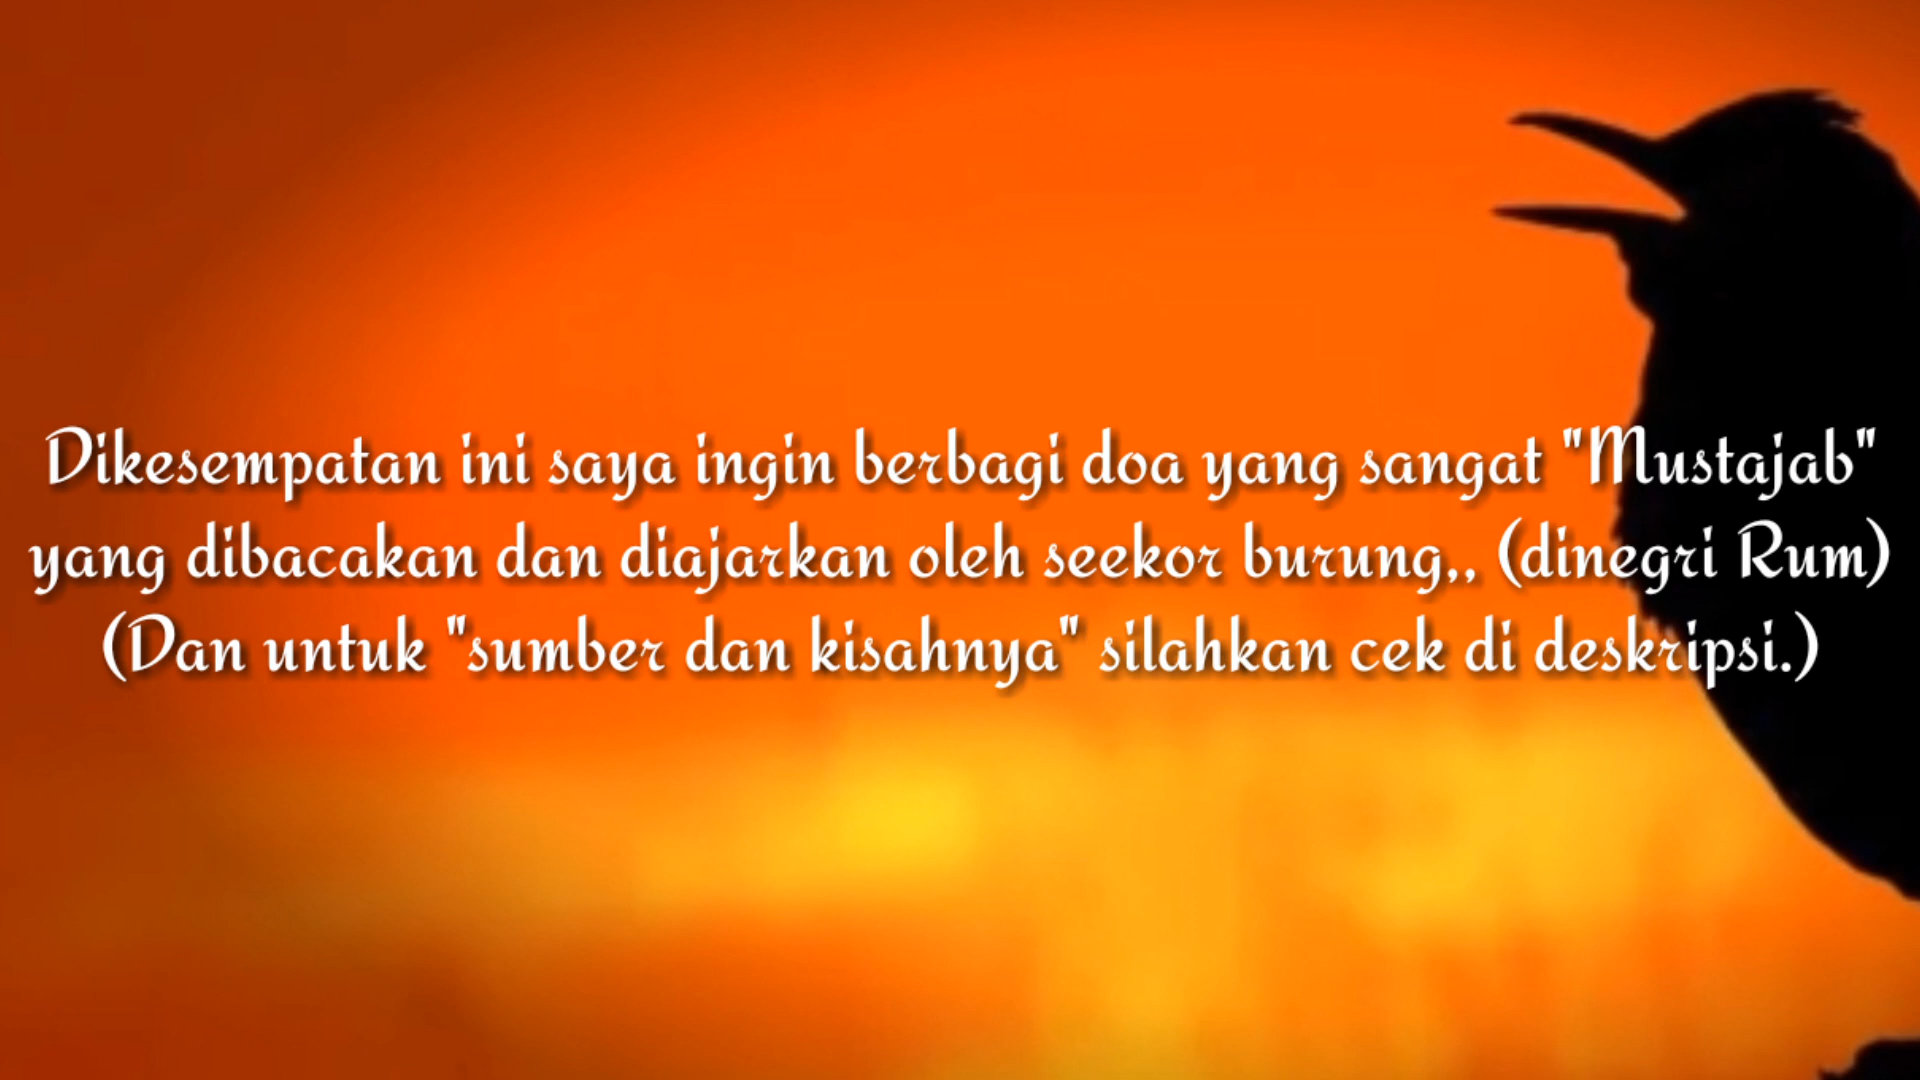 Dikesempatan ini saya ingin berbagi doa yang sangat "Mustajab"
yang dibacakan dan diajarkan oleh seekor burung,, (dinegri Rum)
(Dan untuk "sumber dan kisahnya" silahkan cek di deskripsi.)